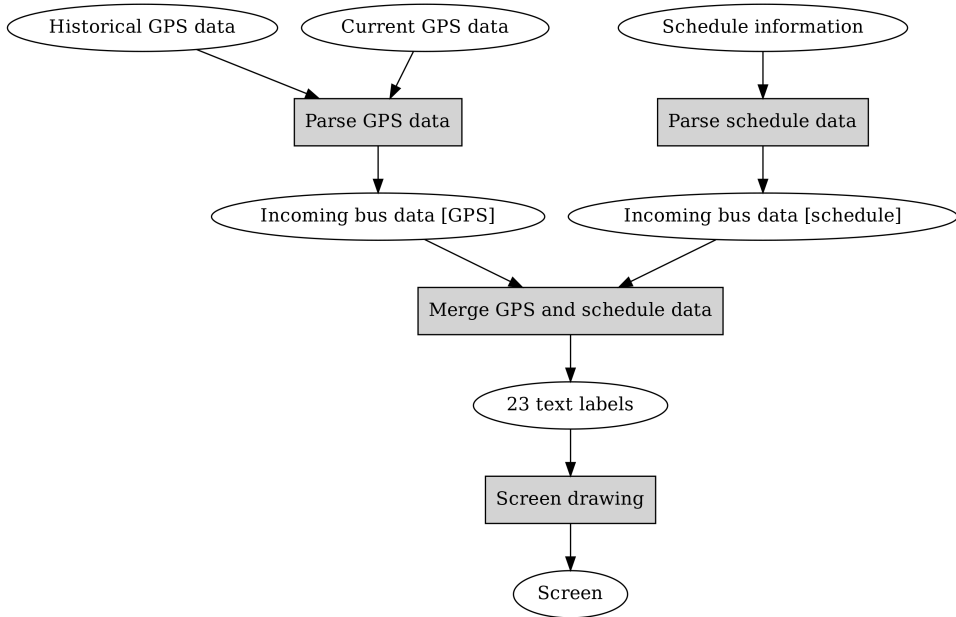 Historical GPS data
Current GPS data
Schedule information
Parse GPS data
Parse schedule data
Incoming bus data [GPS]
Incoming bus data [schedule]
Merge GPS and schedule data
23 text labels
Screen drawing
Screen